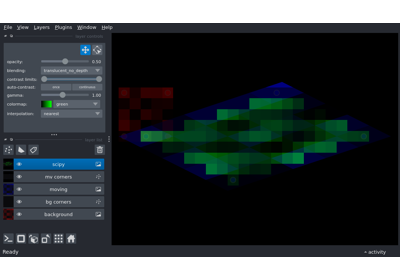 File View Layers Plugins Window Help
opacity: 0.50
blending: translucent_no_depth
contrast limits:
auto-contrast: once continuous
gamma: 1.00
colormap: green
interpolation: nearest
scipy
mv corners
moving
bg corners
background
Ready activity